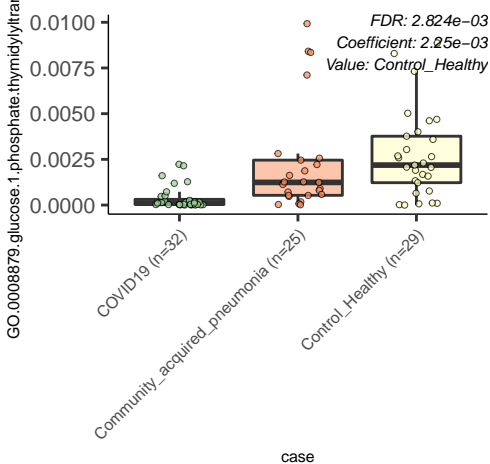 GO.0008879.glucose.1.phosphate.thymidylyltran
FDR: 2.824e−03
Coefficient: 2.25e−03
Value: Control_Healthy
0.0100
0.0075
0.0050
0.0025
0.0000
COVID19 (n=32)
Community_acquired_pneumonia (n=25)
Control_Healthy (n=29)
case